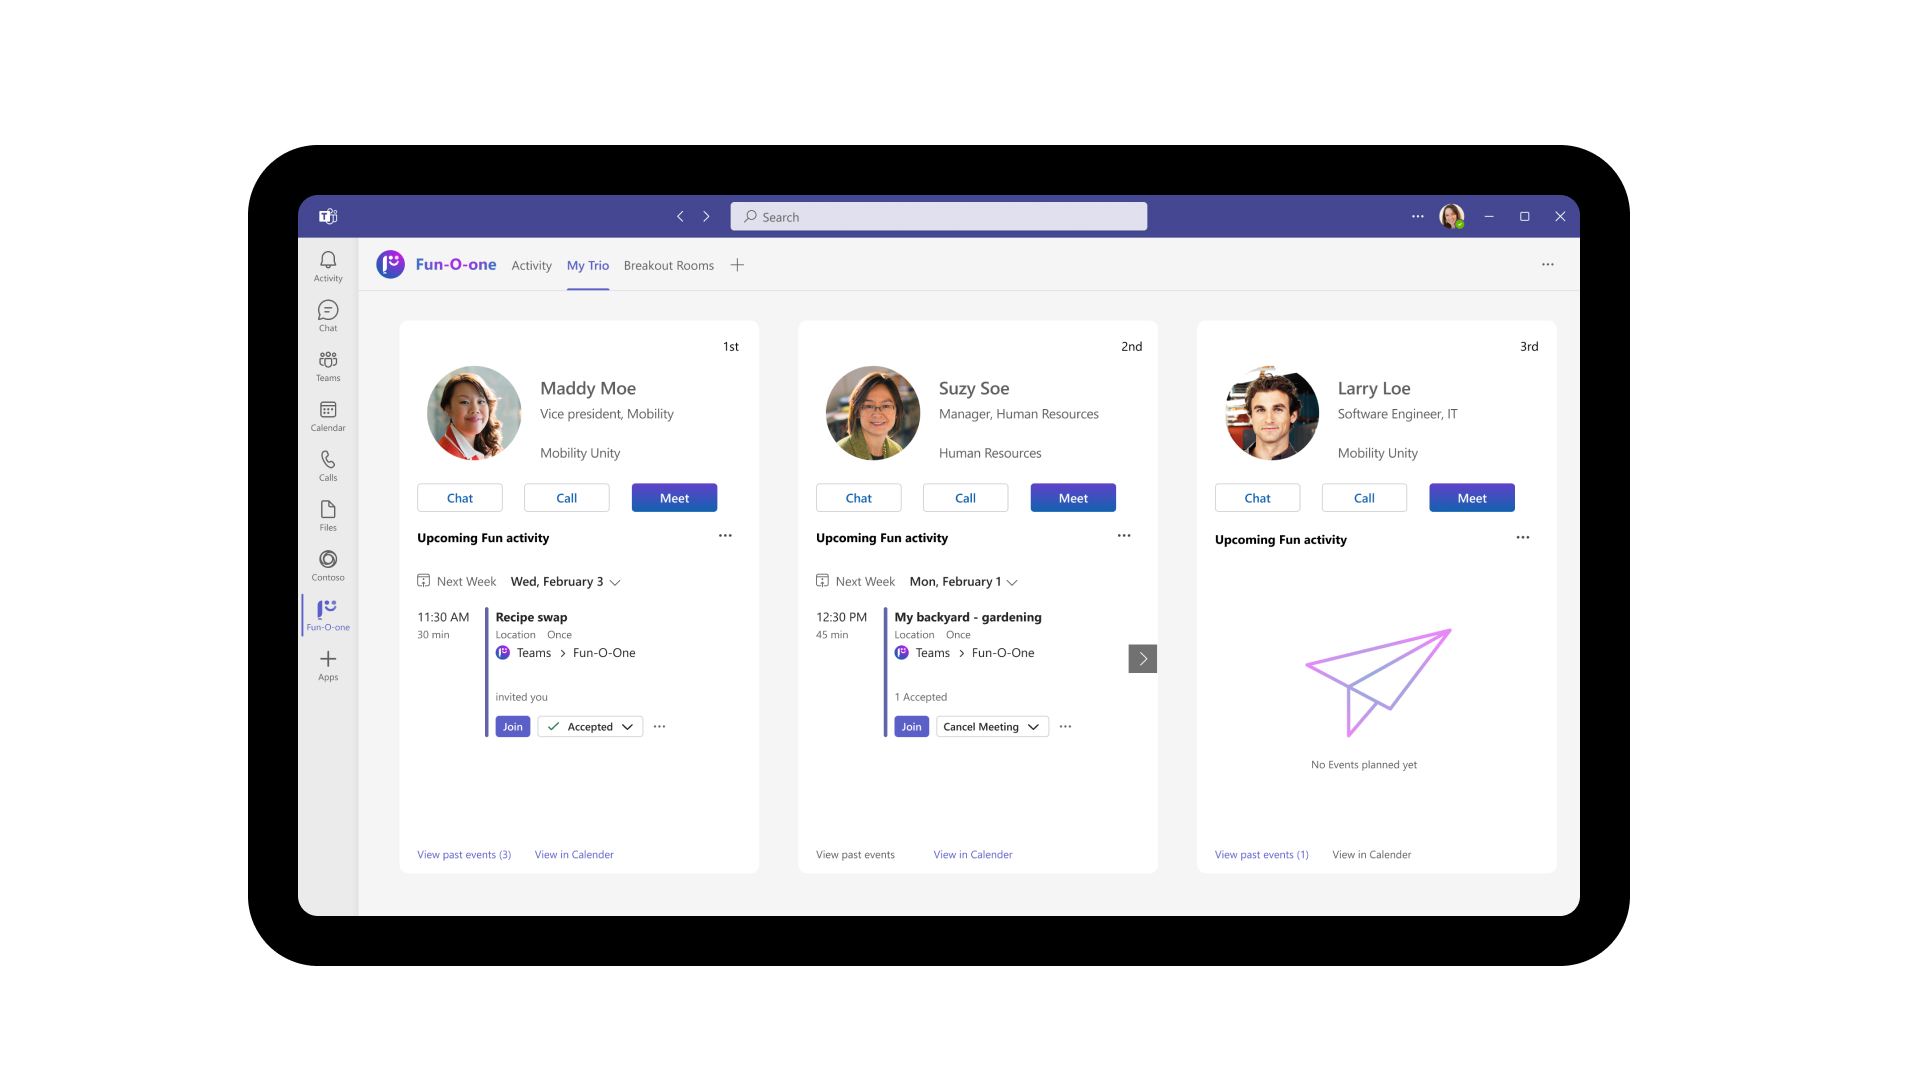 Search
Activity
Chat
Teams
Calendar
Calls
Files
Contoso
Fun-O-one
Apps
Fun-O-one Activity My Trio Breakout Rooms
1st
Maddy Moe
Vice president, Mobility
Mobility Unity
Chat Call Meet
Upcoming Fun activity
Next Week Wed, February 3
11:30 AM Recipe swap
30 min Location Once
Teams > Fun-O-One
invited you
Join Accepted
View past events (3) View in Calender
2nd
Suzy Soe
Manager, Human Resources
Human Resources
Chat Call Meet
Upcoming Fun activity
Next Week Mon, February 1
12:30 PM My backyard - gardening
45 min Location Once
Teams > Fun-O-One
1 Accepted
Join Cancel Meeting
View past events View in Calender
3rd
Larry Loe
Software Engineer, IT
Mobility Unity
Chat Call Meet
Upcoming Fun activity
No Events planned yet
View past events (1) View in Calender